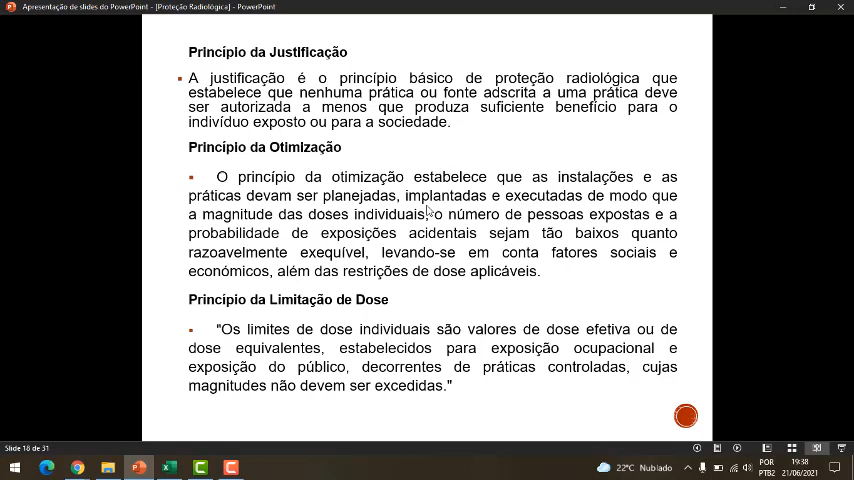 Apresentação de slides do PowerPoint - [Proteção Radiológica] - PowerPoint
Princípio da Justificação
A justificação é o princípio básico de proteção radiológica que
estabelece que nenhuma prática ou fonte adscrita a uma prática deve
ser autorizada a menos que produza suficiente benefício para o
indivíduo exposto ou para a sociedade.
Princípio da Otimização
O princípio da otimização estabelece que as instalações e as
práticas devam ser planejadas, implantadas e executadas de modo que
a magnitude das doses individuais, o número de pessoas expostas e a
probabilidade de exposições acidentais sejam tão baixos quanto
razoavelmente exequível, levando-se em conta fatores sociais e
econômicos, além das restrições de dose aplicáveis.
Princípio da Limitação de Dose
"Os limites de dose individuais são valores de dose efetiva ou de
dose equivalentes, estabelecidos para exposição ocupacional e
exposição do público, decorrentes de práticas controladas, cujas
magnitudes não devem ser excedidas."
Slide 18 de 31
22°C Nublado
POR
PTB2
19:38
21/06/2021